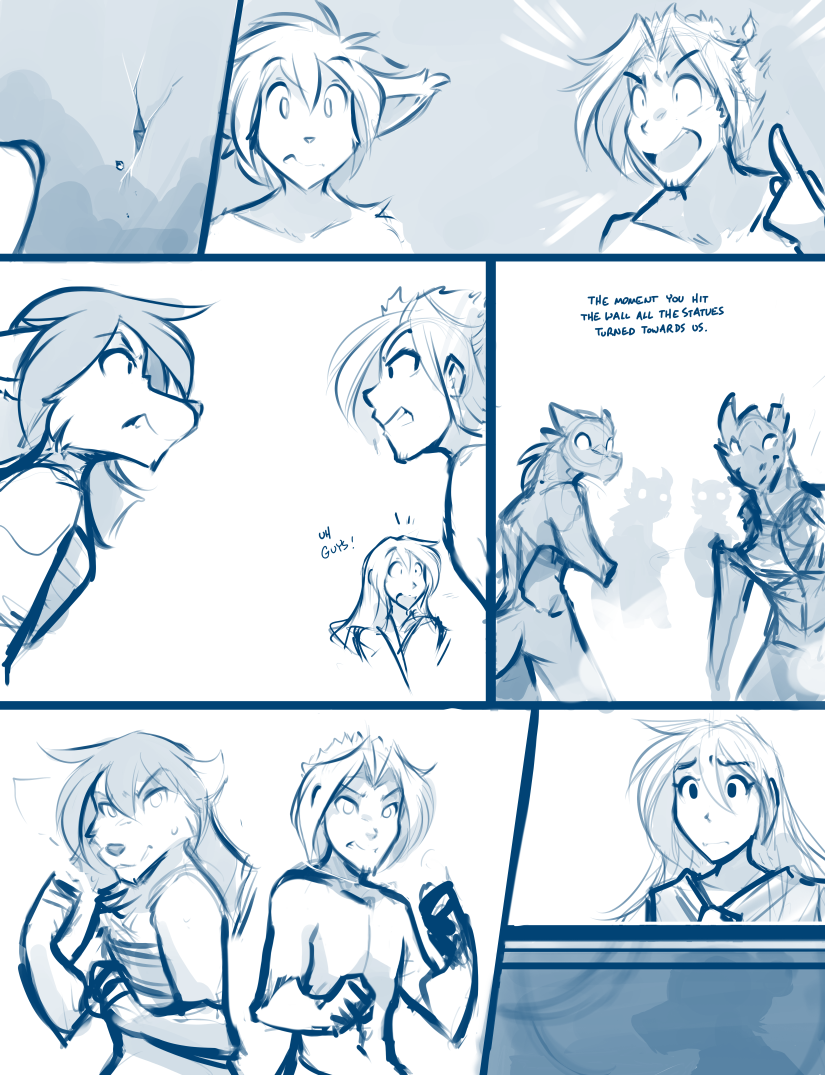 THE MOMENT YOU HIT
THE WALL ALL THE STATUES
TURNED TOWARDS US.
UH
GUYS!